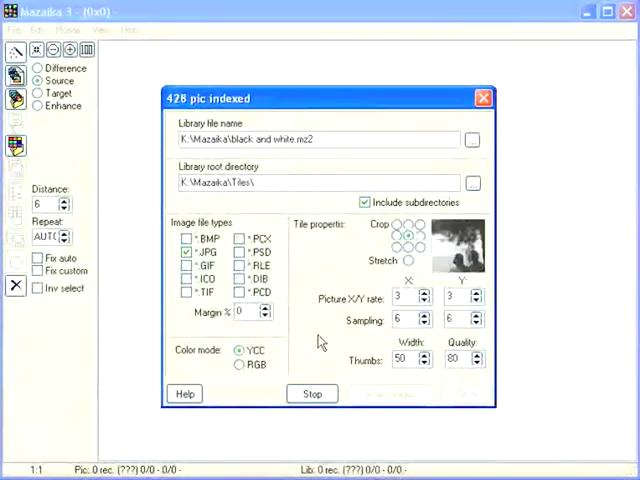 Mazaika 3 - (0x0) -
File Edit Mosaic View Help
Difference
Source
Target
Enhance
Distance:
6
Repeat:
AUTO
Fix auto
Fix custom
Inv select
428 pic indexed
Library file name
K:\Mazaika\black and white.mz2
...
Library root directory
K:\Mazaika\Tiles\
...
Include subdirectories
Image file types
*.BMP *.PCX
*.JPG *.PSD
*.GIF *.RLE
*.ICO *.DIB
*.TIF *.PCD
Margin % 0
Color mode: YCC
RGB
Tile propertis: Crop
Stretch
X: Y:
Picture X/Y rate: 3 3
Sampling: 6 6
Width: Quality:
Thumbs: 50 80
Help Stop
1:1 Pic: 0 rec. (???) 0/0 - 0/0 - Lib: 0 rec. (???) 0/0 - 0/0 -